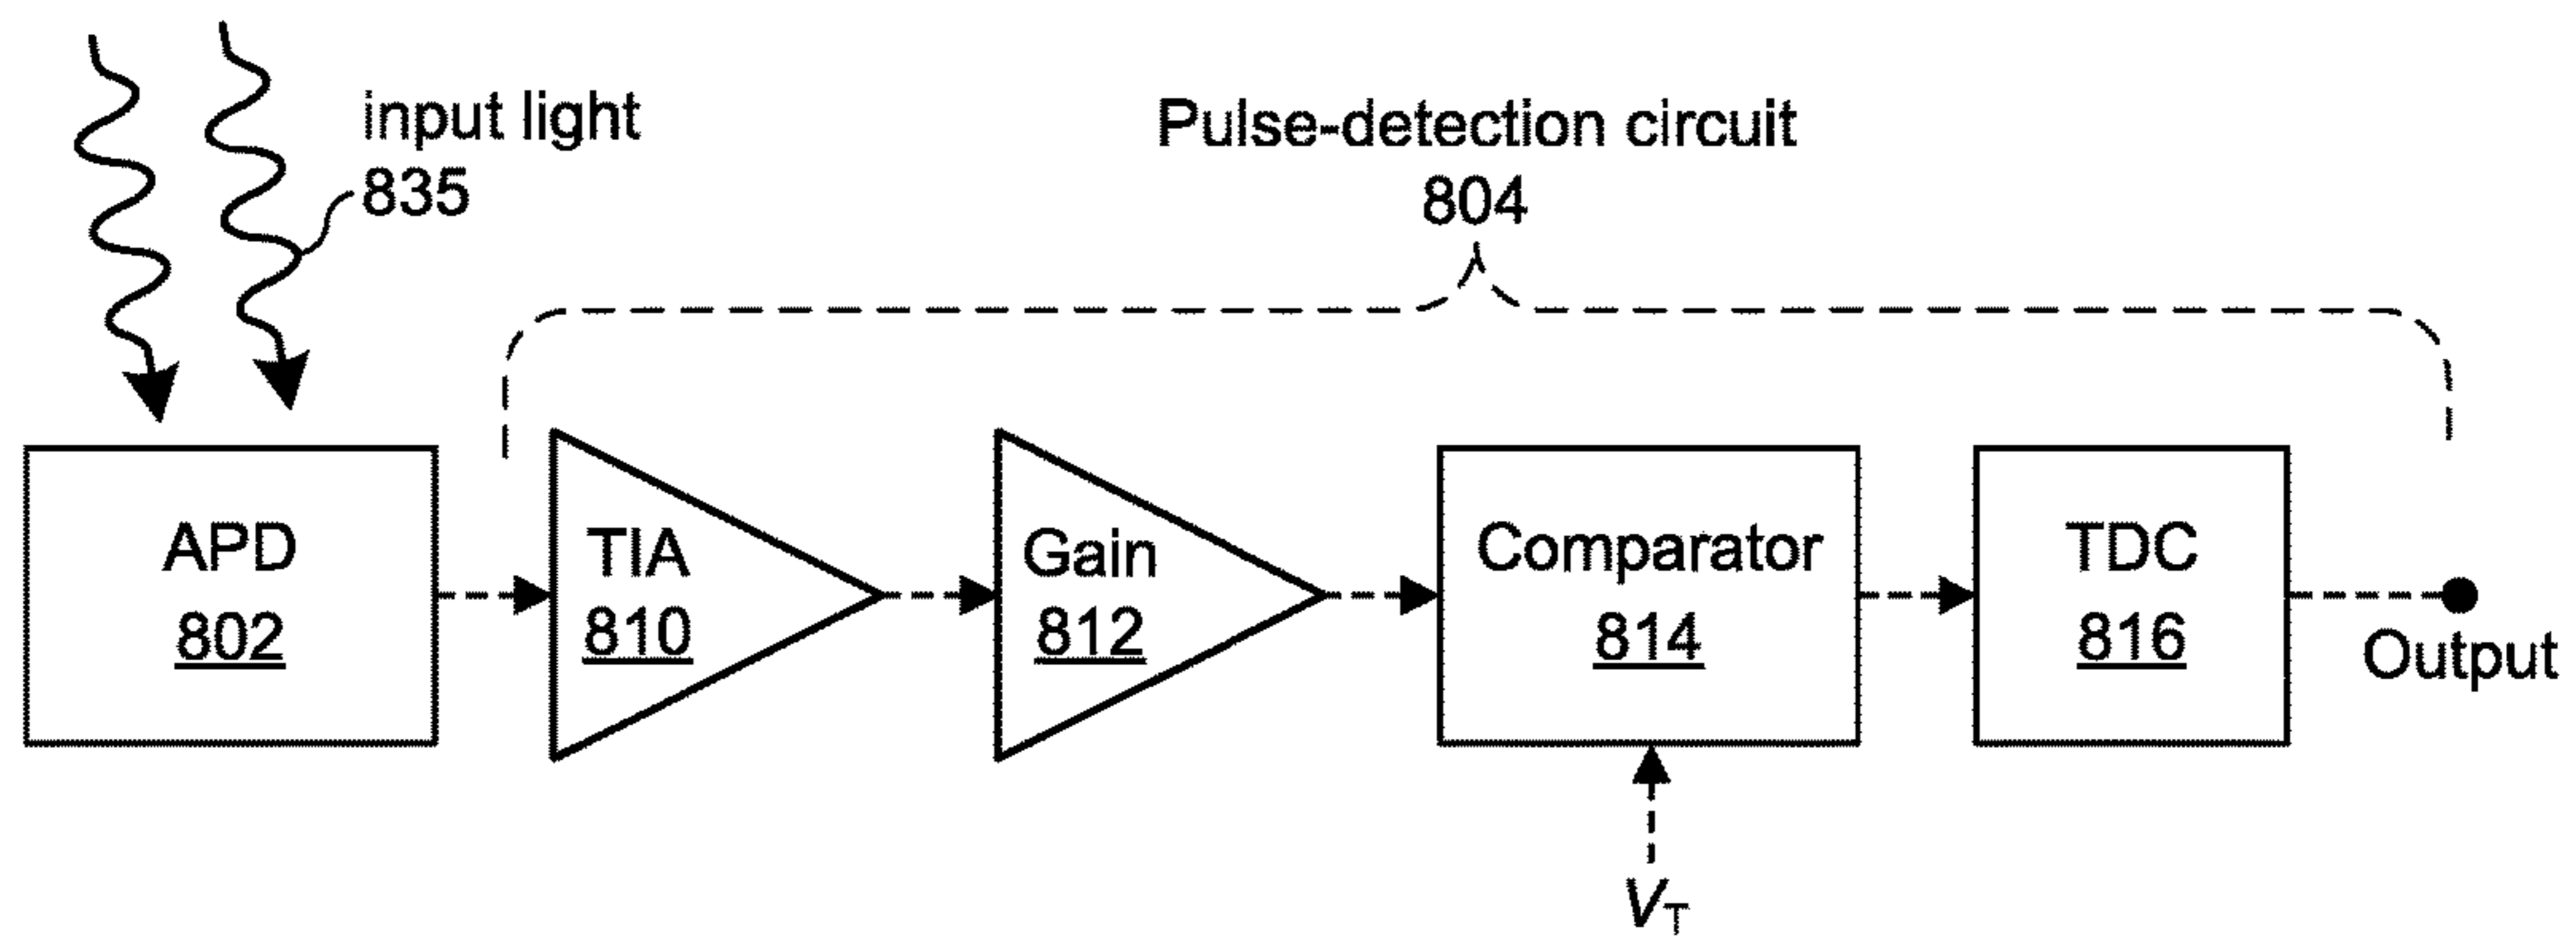 input light
835
Pulse-detection circuit
804
APD
802
TIA
810
Gain
812
Comparator
814
TDC
816
Output
VT